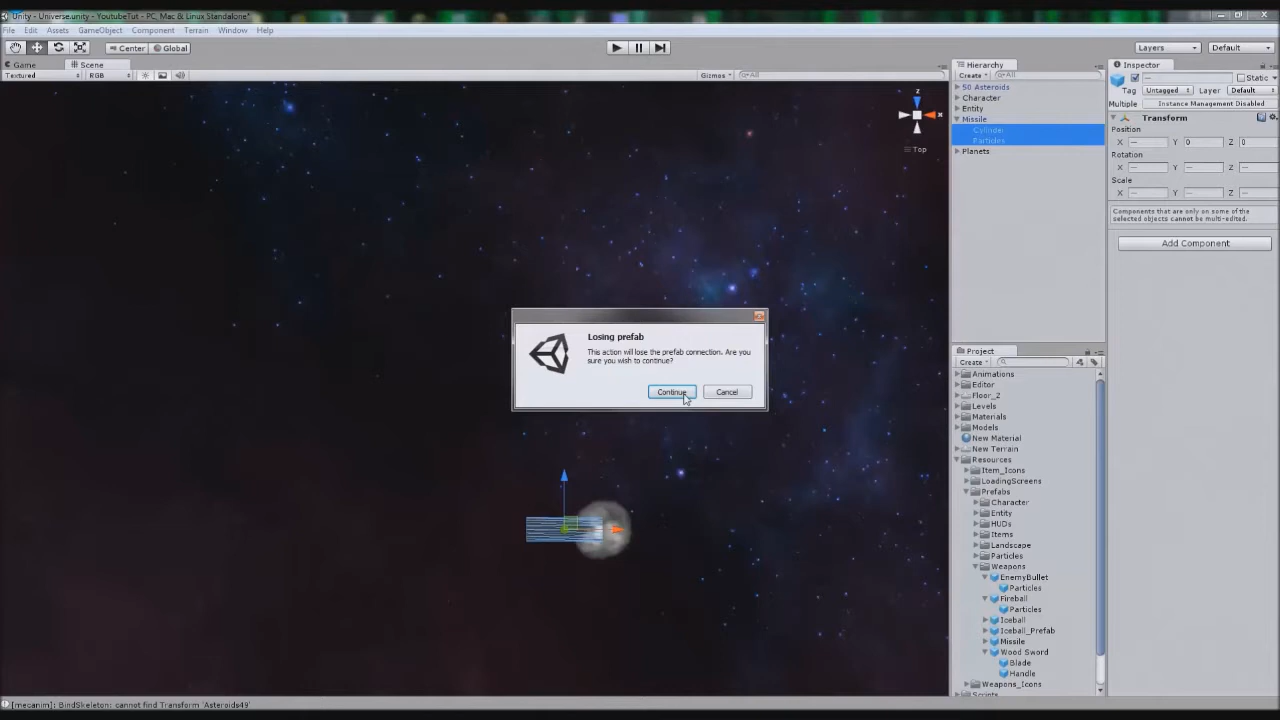 Unity - Universe.unity - YoutubeTut - PC, Mac & Linux Standalone*
File Edit Assets GameObject Component Terrain Window Help
Center Global
Layers
Default
Game Scene
Textured RGB
Gizmos All
z
x
Top
Hierarchy
Create All
50 Asteroids
Character
Entity
Missile
Cylinder
Particles
Planets
Inspector
— Static
Tag Untagged Layer Default
Multiple Instance Management Disabled
Transform
Position
X — Y 0 Z 0
Rotation
X — Y — Z —
Scale
X — Y — Z —
Components that are only on some of the
selected objects cannot be multi-edited.
Add Component
Losing prefab
This action will lose the prefab connection. Are you
sure you wish to continue?
Continue Cancel
Project
Create
Animations
Editor
Floor_2
Levels
Materials
Models
New Material
New Terrain
Resources
Item_Icons
LoadingScreens
Prefabs
Character
Entity
HUDs
Items
Landscape
Particles
Weapons
EnemyBullet
Particles
Fireball
Particles
Iceball
Iceball_Prefab
Missile
Wood Sword
Blade
Handle
Weapons_Icons
Scripts
[mecanim]: BindSkeleton: cannot find Transform 'Asteroids49'